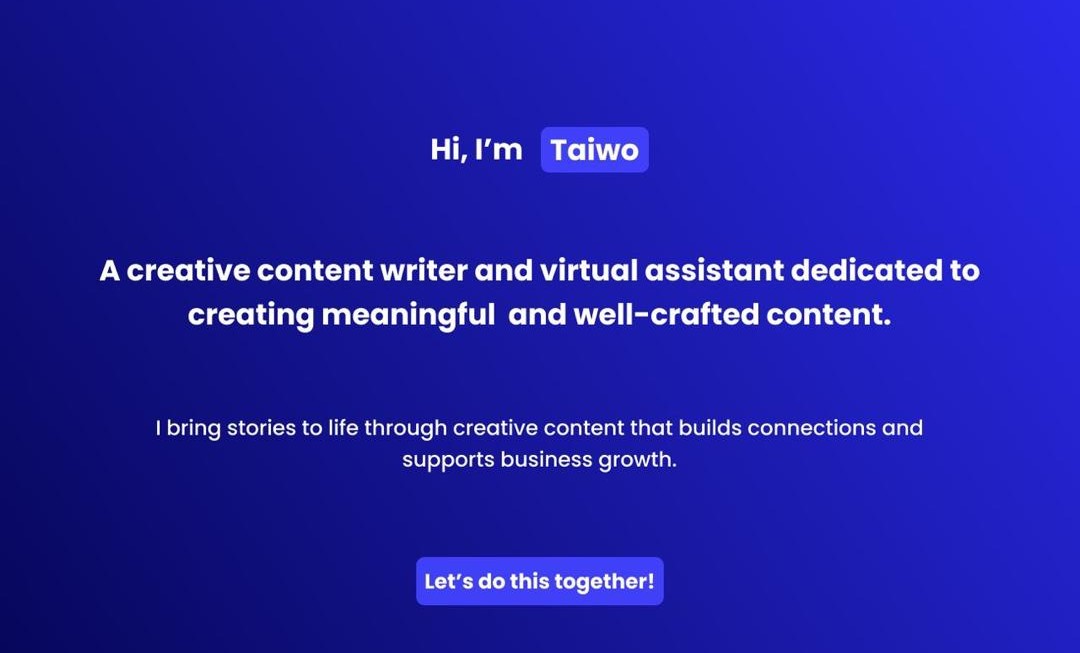 Hi, I’m Taiwo
A creative content writer and virtual assistant dedicated to
creating meaningful  and well-crafted content.
I bring stories to life through creative content that builds connections and
supports business growth.
Let’s do this together!